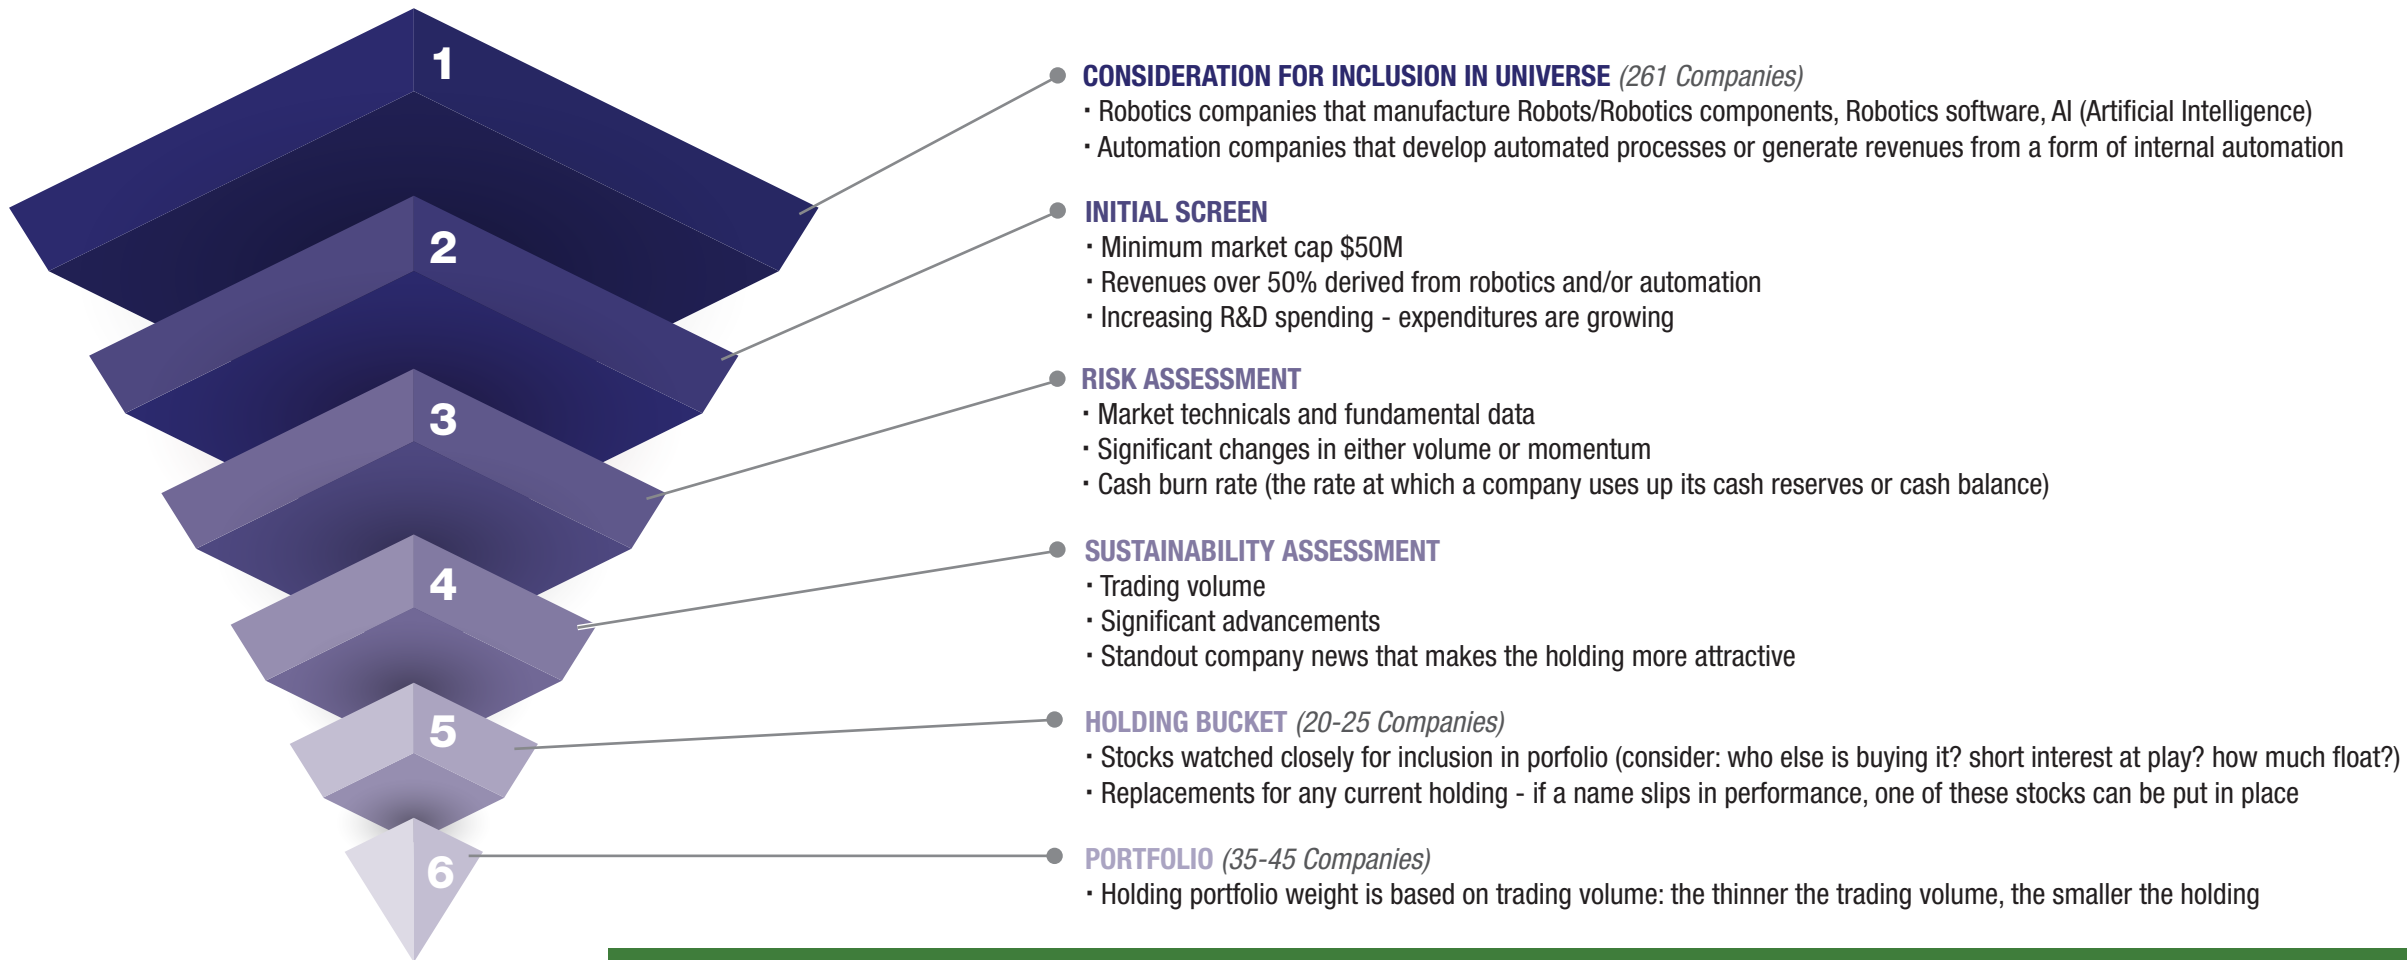 1
CONSIDERATION FOR INCLUSION IN UNIVERSE (261 Companies)
· Robotics companies that manufacture Robots/Robotics components, Robotics software, AI (Artificial Intelligence)
· Automation companies that develop automated processes or generate revenues from a form of internal automation
2
INITIAL SCREEN
· Minimum market cap $50M
· Revenues over 50% derived from robotics and/or automation
· Increasing R&D spending - expenditures are growing
3
RISK ASSESSMENT
· Market technicals and fundamental data
· Significant changes in either volume or momentum
· Cash burn rate (the rate at which a company uses up its cash reserves or cash balance)
4
SUSTAINABILITY ASSESSMENT
· Trading volume
· Significant advancements
· Standout company news that makes the holding more attractive
5
HOLDING BUCKET (20-25 Companies)
· Stocks watched closely for inclusion in porfolio (consider: who else is buying it? short interest at play? how much float?)
· Replacements for any current holding - if a name slips in performance, one of these stocks can be put in place
6
PORTFOLIO (35-45 Companies)
· Holding portfolio weight is based on trading volume: the thinner the trading volume, the smaller the holding